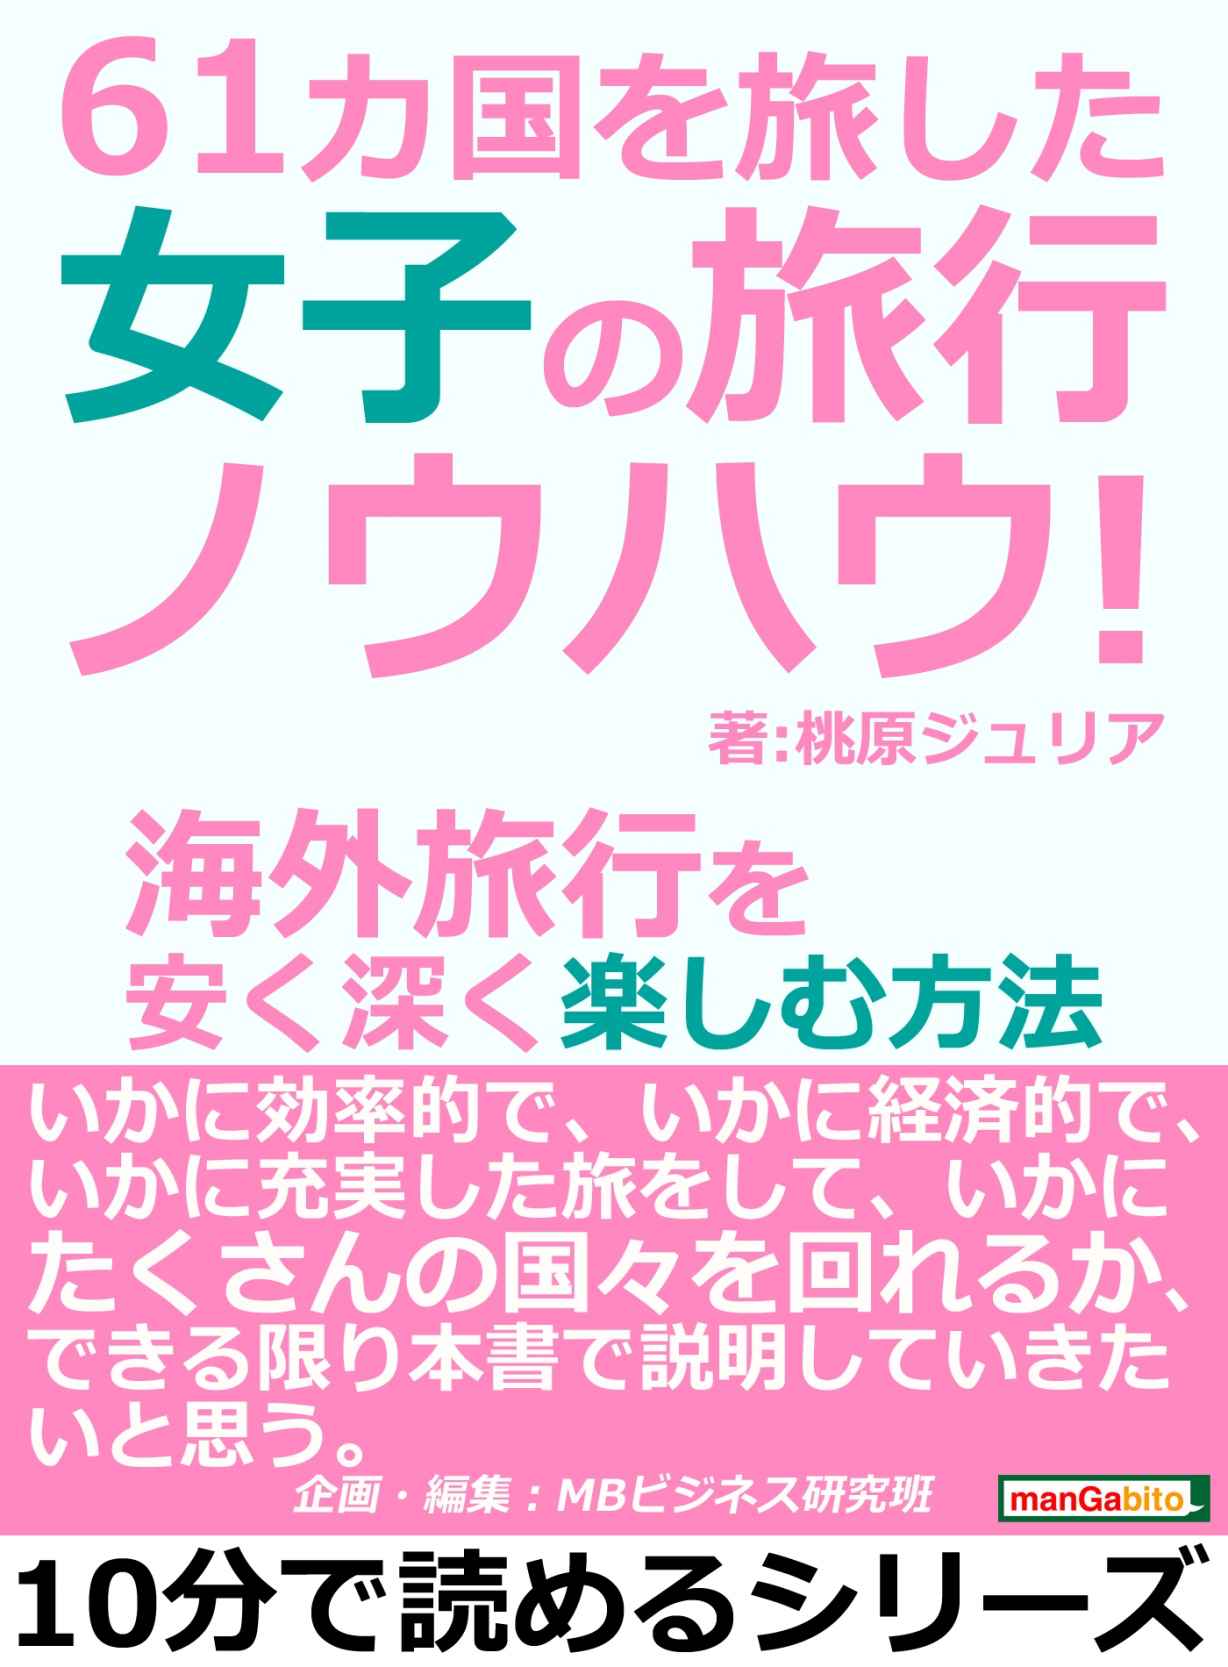 61カ国を旅した
女子の旅行
ノウハウ!
著:桃原ジュリア
海外旅行を
安く深く楽しむ方法
いかに効率的で、いかに経済的で、
いかに充実した旅をして、いかに
たくさんの国々を回れるか、
できる限り本書で説明していきた
いと思う。
企画・編集：MBビジネス研究班
manGabito
10分で読めるシリーズ